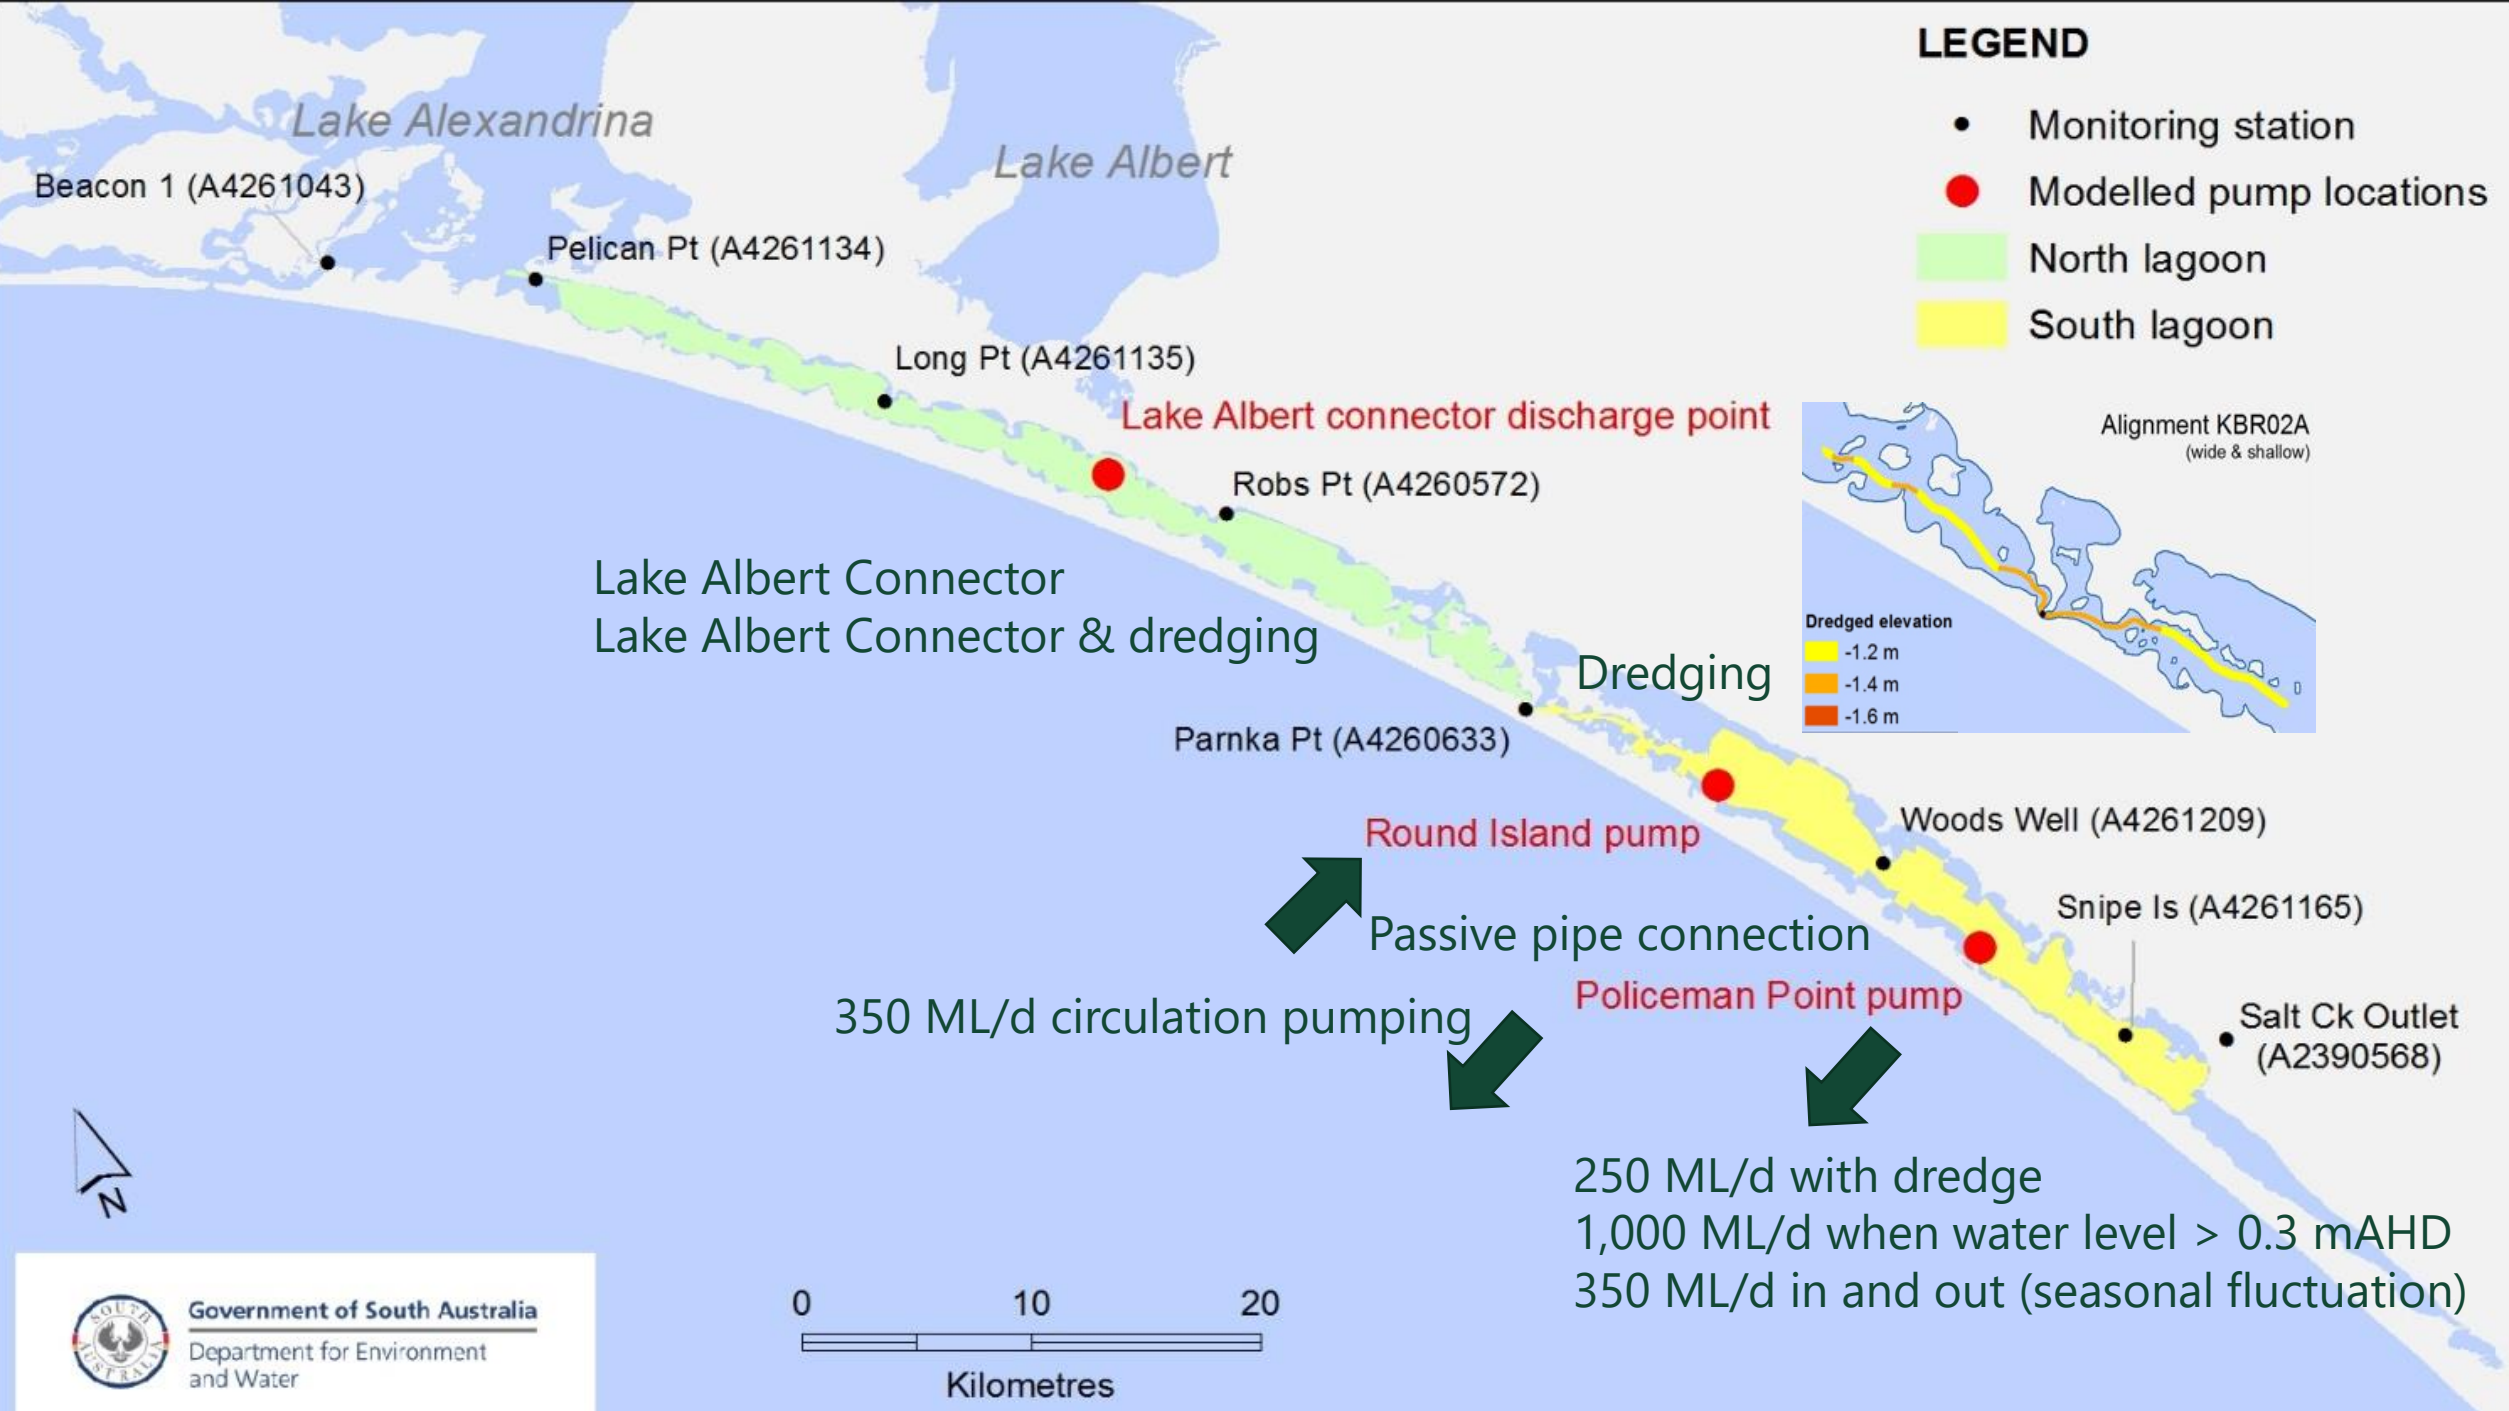 LEGEND
Monitoring station
Modelled pump locations
North lagoon
South lagoon
Lake Alexandrina
Lake Albert
Beacon 1 (A4261043)
Pelican Pt (A4261134)
Long Pt (A4261135)
Lake Albert connector discharge point
Robs Pt (A4260572)
Alignment KBR02A
(wide & shallow)
Dredged elevation
-1.2 m
-1.4 m
-1.6 m
Lake Albert Connector
Lake Albert Connector & dredging
Dredging
Parnka Pt (A4260633)
Round Island pump
Woods Well (A4261209)
Snipe Is (A4261165)
Passive pipe connection
Policeman Point pump
350 ML/d circulation pumping
Salt Ck Outlet
(A2390568)
250 ML/d with dredge
1,000 ML/d when water level > 0.3 mAHD
350 ML/d in and out (seasonal fluctuation)
N
0 10 20
Kilometres
SOUTH AUSTRALIA
Government of South Australia
Department for Environment
and Water